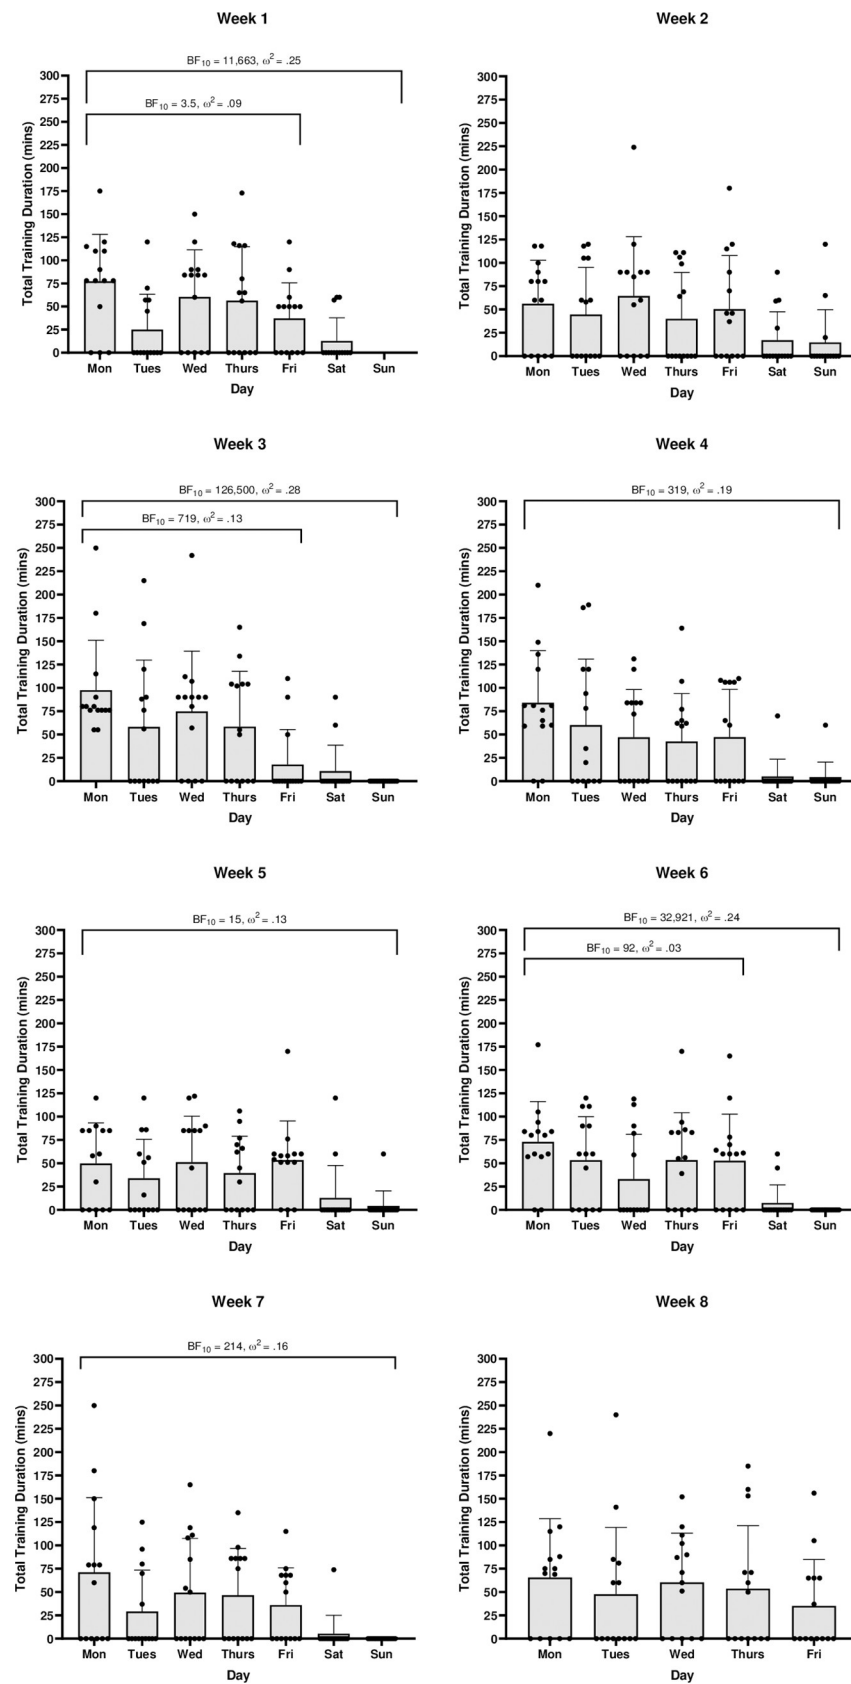 Week 1
BF10 = 11,663, ω2 = .25
BF10 = 3.5, ω2 = .09
Total Training Duration (mins)
300
275
250
225
200
175
150
125
100
75
50
25
0
Mon Tues Wed Thurs Fri Sat Sun
Day
Week 2
Total Training Duration (mins)
300
275
250
225
200
175
150
125
100
75
50
25
0
Mon Tues Wed Thurs Fri Sat Sun
Day
Week 3
BF10 = 126,500, ω2 = .28
BF10 = 719, ω2 = .13
Total Training Duration (mins)
300
275
250
225
200
175
150
125
100
75
50
25
0
Mon Tues Wed Thurs Fri Sat Sun
Day
Week 4
BF10 = 319, ω2 = .19
Total Training Duration (mins)
300
275
250
225
200
175
150
125
100
75
50
25
0
Mon Tues Wed Thurs Fri Sat Sun
Day
Week 5
BF10 = 15, ω2 = .13
Total Training Duration (mins)
300
275
250
225
200
175
150
125
100
75
50
25
0
Mon Tues Wed Thurs Fri Sat Sun
Day
Week 6
BF10 = 32,921, ω2 = .24
BF10 = 92, ω2 = .03
Total Training Duration (mins)
300
275
250
225
200
175
150
125
100
75
50
25
0
Mon Tues Wed Thurs Fri Sat Sun
Day
Week 7
BF10 = 214, ω2 = .16
Total Training Duration (mins)
300
275
250
225
200
175
150
125
100
75
50
25
0
Mon Tues Wed Thurs Fri Sat Sun
Day
Week 8
Total Training Duration (mins)
300
275
250
225
200
175
150
125
100
75
50
25
0
Mon Tues Wed Thurs Fri
Day